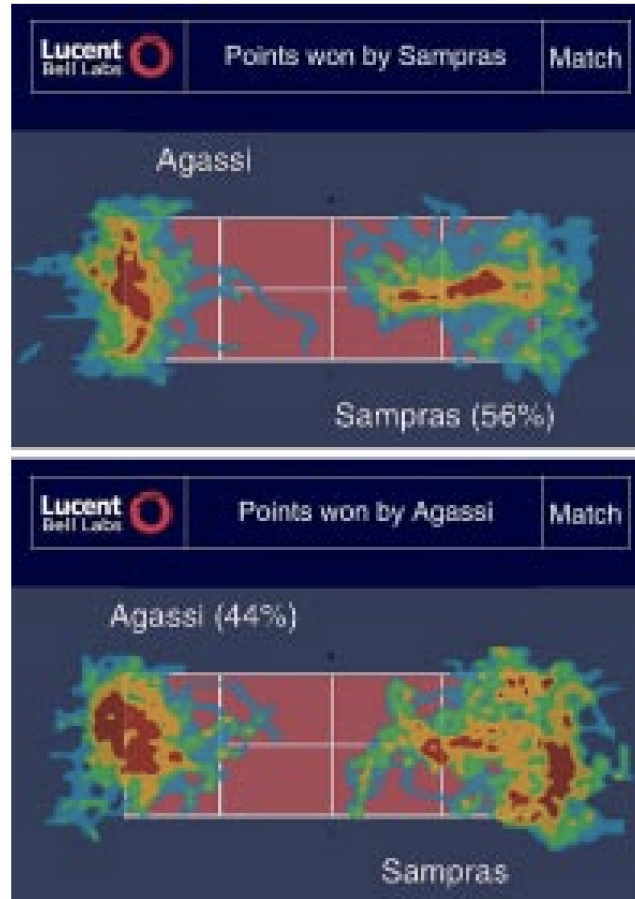 Lucent
Bell Labs
Points won by Sampras
Match
Agassi
Sampras (56%)
Lucent
Bell Labs
Points won by Agassi
Match
Agassi (44%)
Sampras